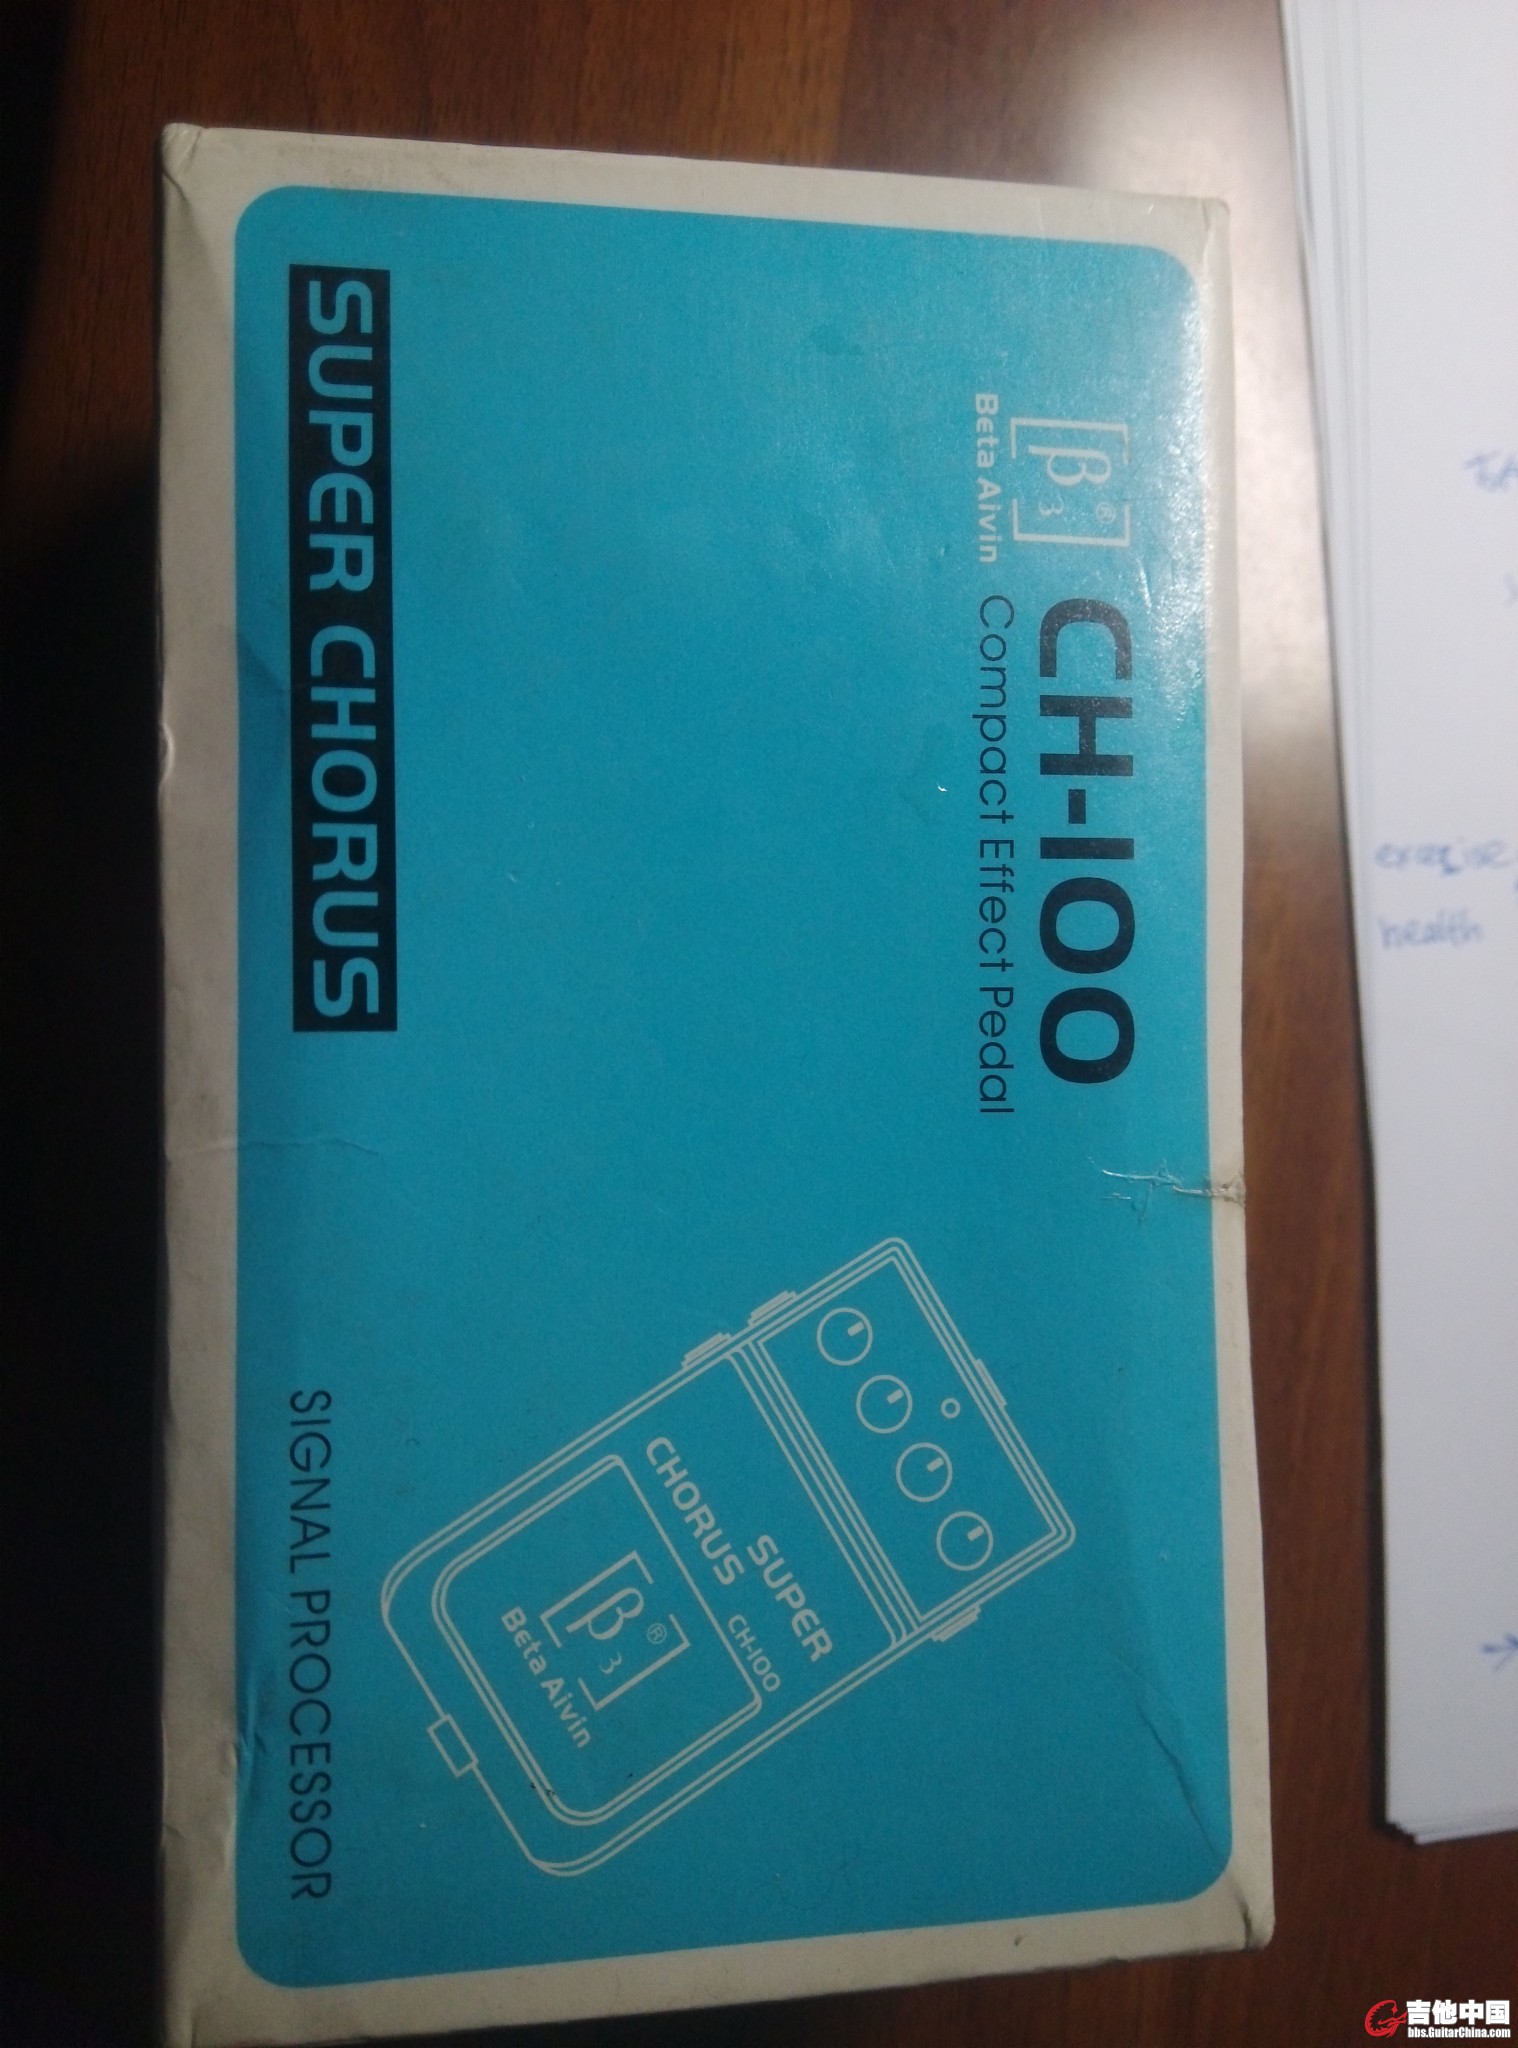 [β3®]
Beta Aivin
CH-100
Compact Effect Pedal
SUPER CHORUS
SIGNAL PROCESSOR
SUPER
CHORUS CH-100
[β3®]
Beta Aivin
exercise
health
吉他中国
bbs.GuitarChina.com